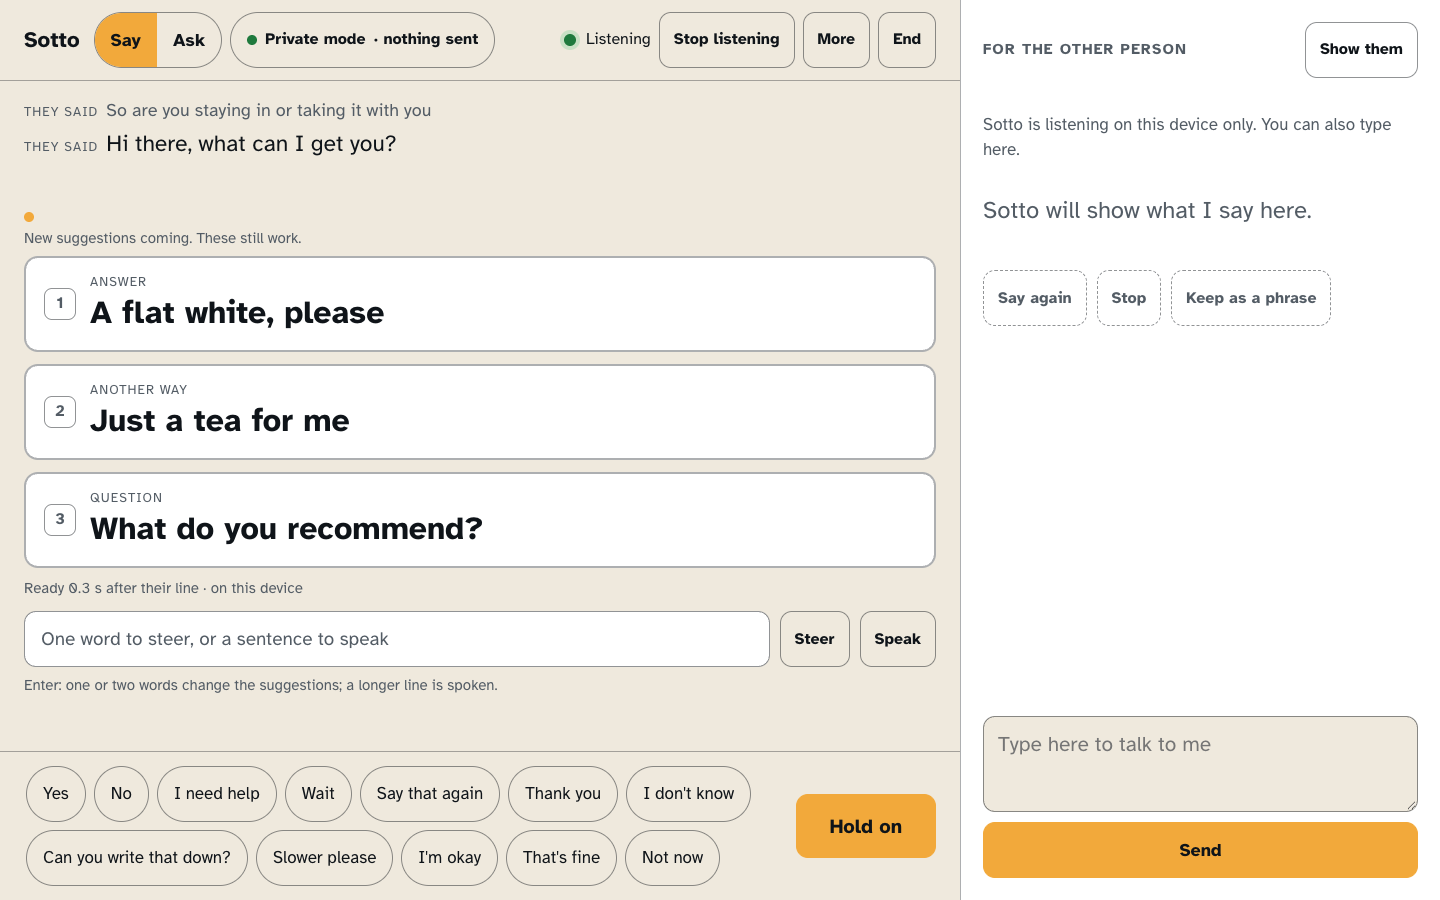 Sotto
Say
Ask
Private mode · nothing sent
Listening
Stop listening
More
End
THEY SAID So are you staying in or taking it with you
THEY SAID Hi there, what can I get you?
New suggestions coming. These still work.
1
ANSWER
A flat white, please
2
ANOTHER WAY
Just a tea for me
3
QUESTION
What do you recommend?
Ready 0.3 s after their line · on this device
One word to steer, or a sentence to speak
Steer
Speak
Enter: one or two words change the suggestions; a longer line is spoken.
Yes
No
I need help
Wait
Say that again
Thank you
I don't know
Can you write that down?
Slower please
I'm okay
That's fine
Not now
Hold on
FOR THE OTHER PERSON
Show them
Sotto is listening on this device only. You can also type
here.
Sotto will show what I say here.
Say again
Stop
Keep as a phrase
Type here to talk to me
Send